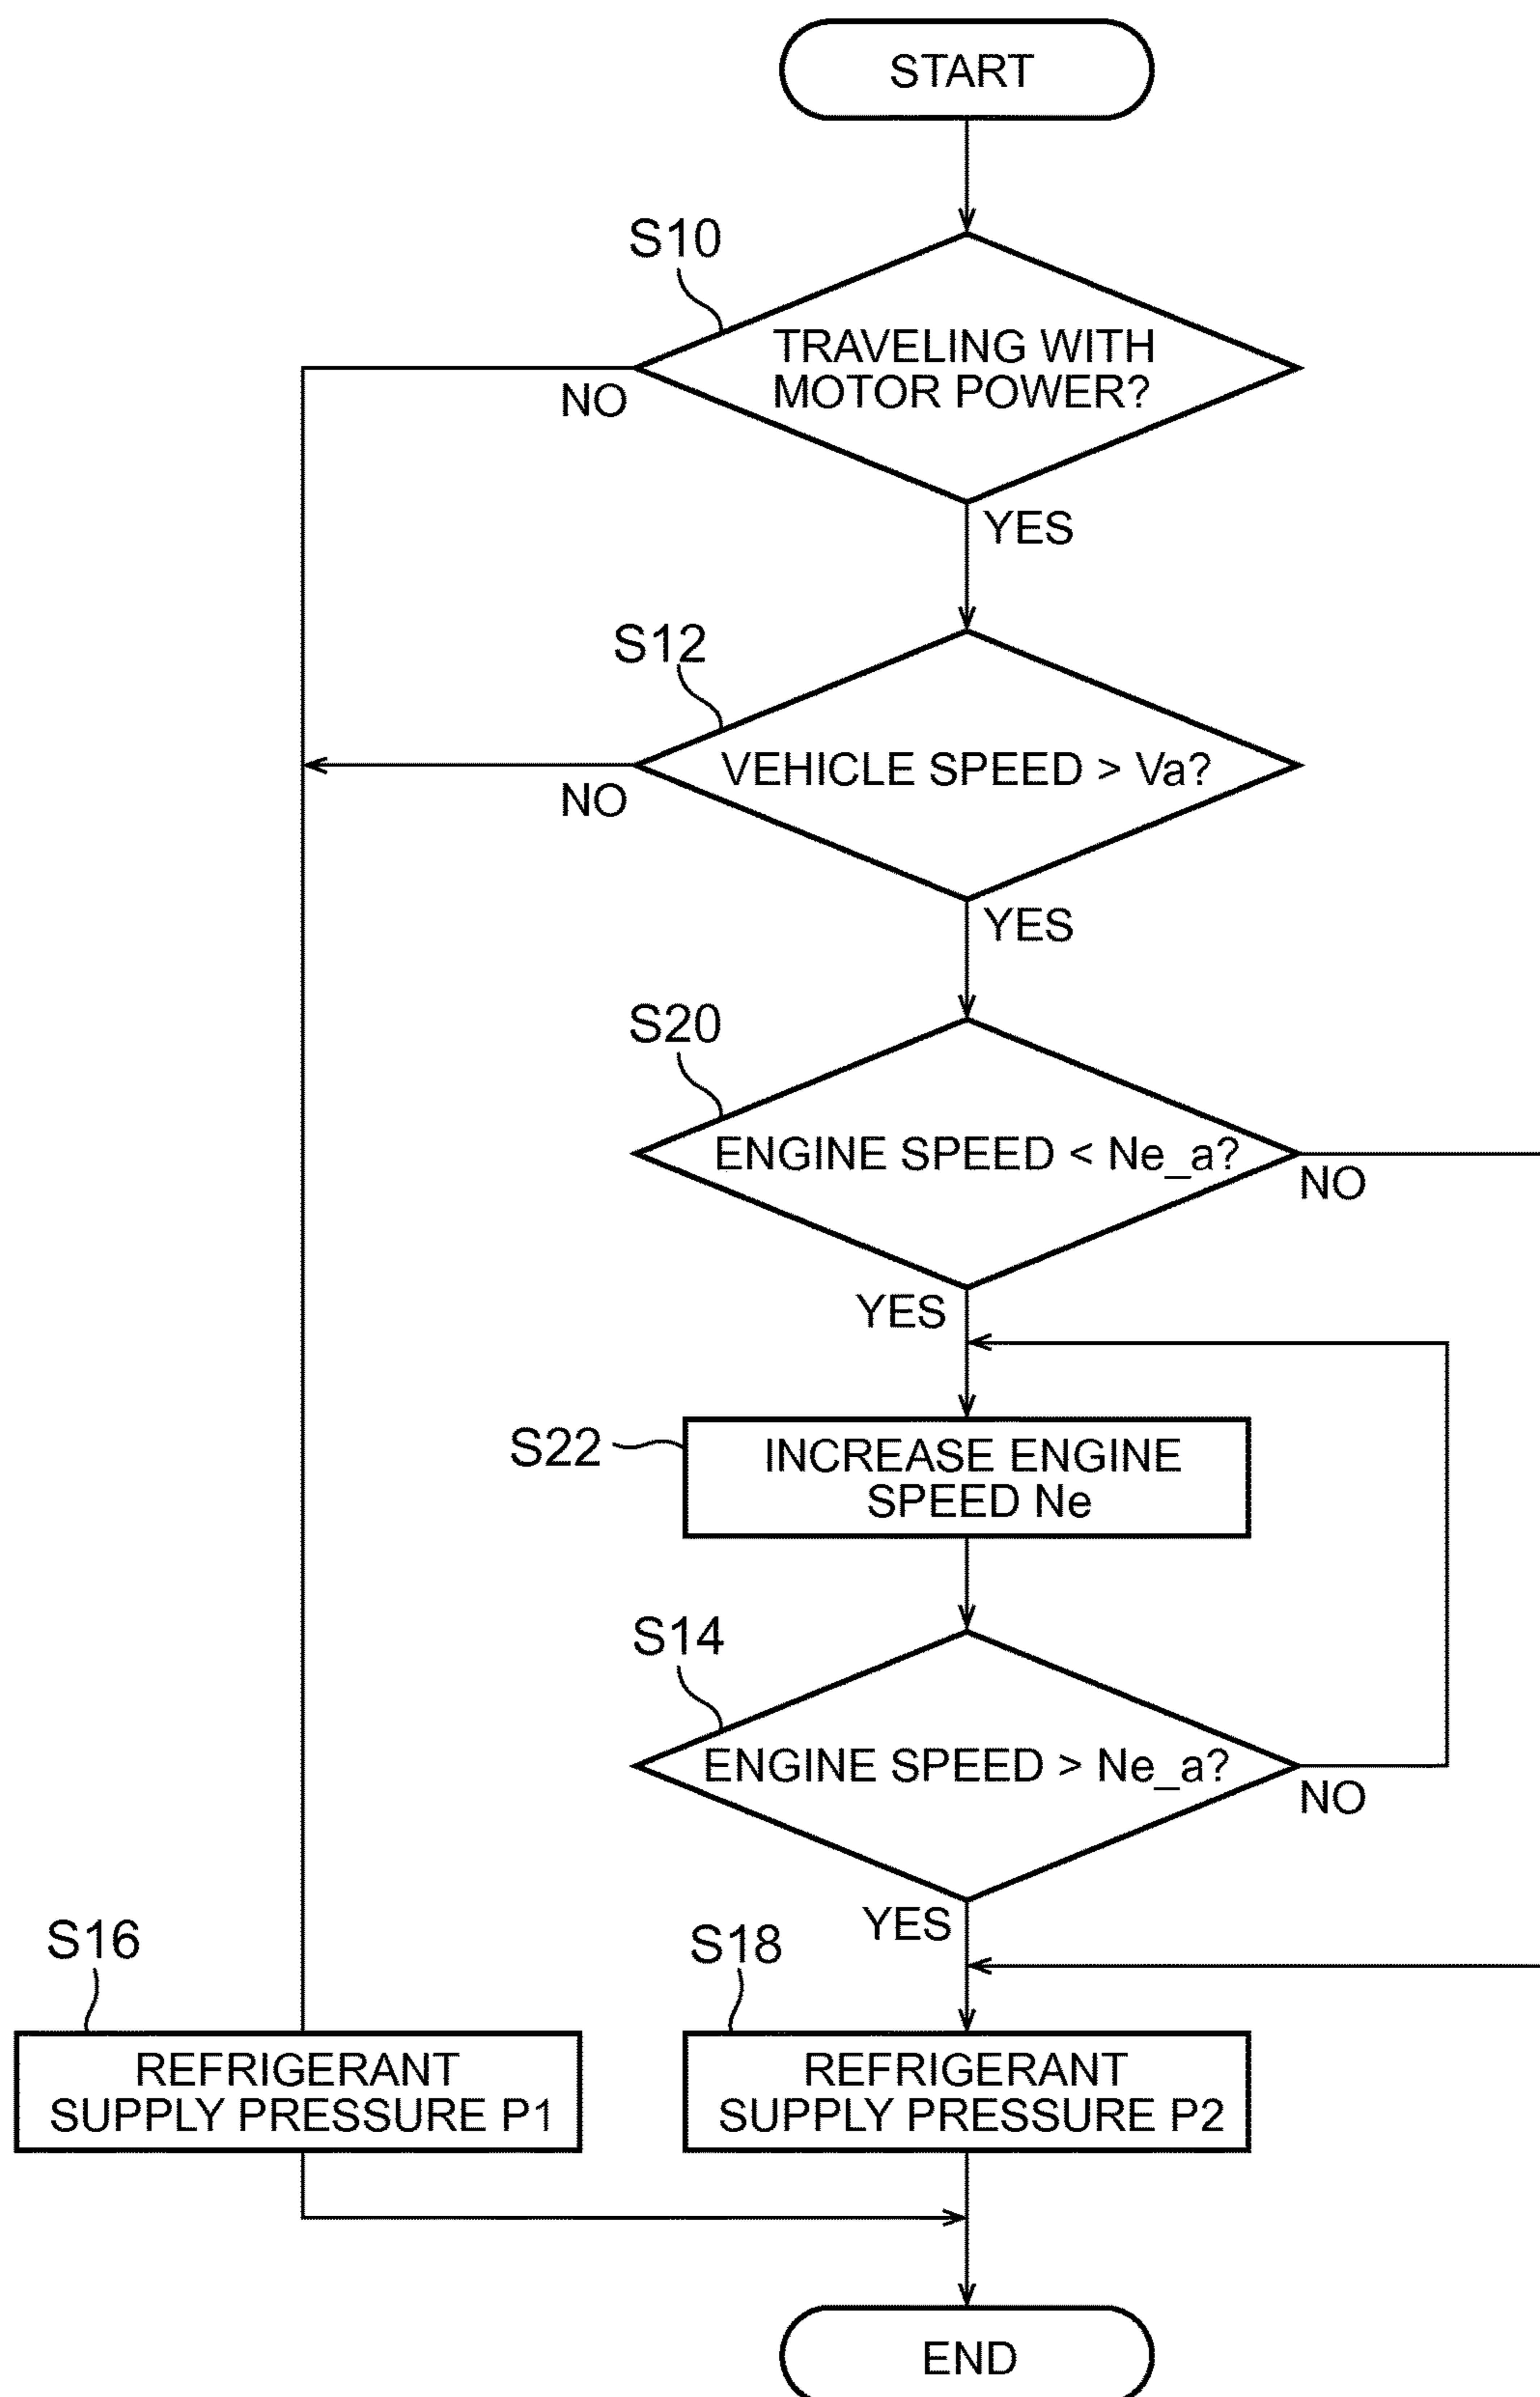 START
S10
TRAVELING WITH
MOTOR POWER?
NO
YES
S12
VEHICLE SPEED > Va?
NO
YES
S20
ENGINE SPEED < Ne_a?
NO
YES
S22
INCREASE ENGINE
SPEED Ne
S14
ENGINE SPEED > Ne_a?
NO
YES
S16
REFRIGERANT
SUPPLY PRESSURE P1
S18
REFRIGERANT
SUPPLY PRESSURE P2
END